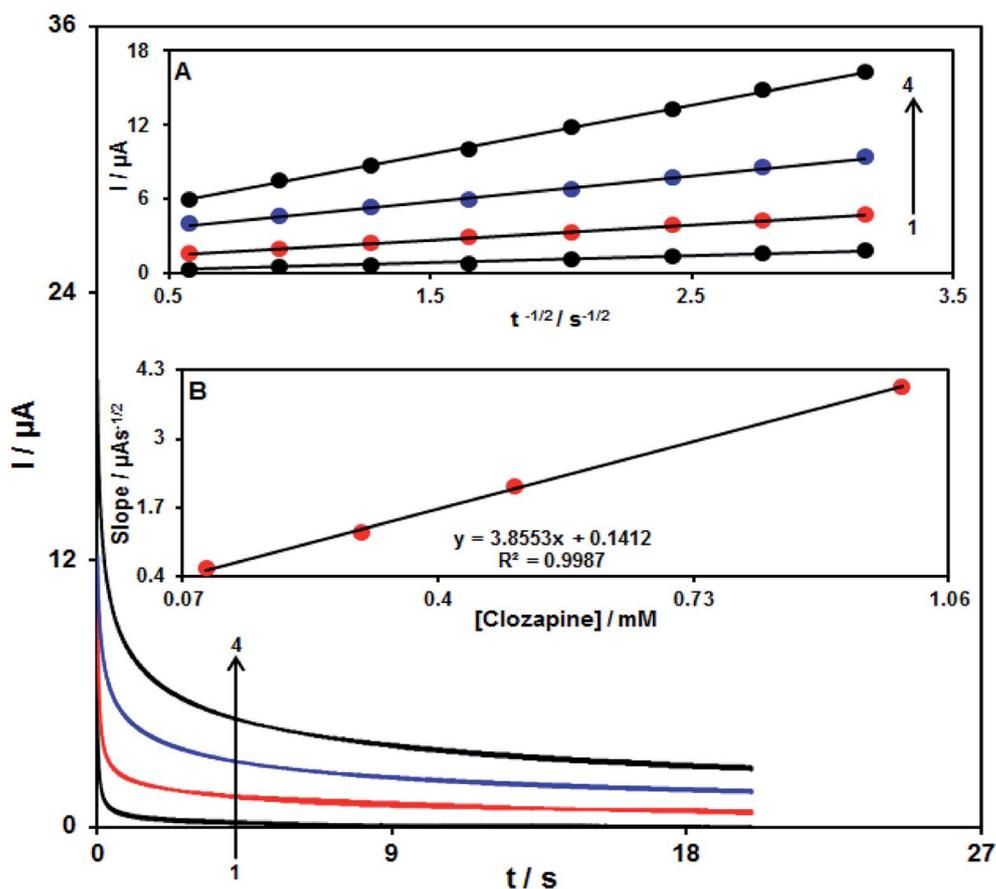 36
18
A
4
12
I / µA
6
1
0
0.5
1.5
2.5
3.5
t -1/2 / s-1/2
24
4.3
B
3
Slope / µAs-1/2
1.7
y = 3.8553x + 0.1412
R² = 0.9987
0.4
0.07
0.4
0.73
1.06
[Clozapine] / mM
I / µA
12
4
0
0
9
18
27
1
t / s